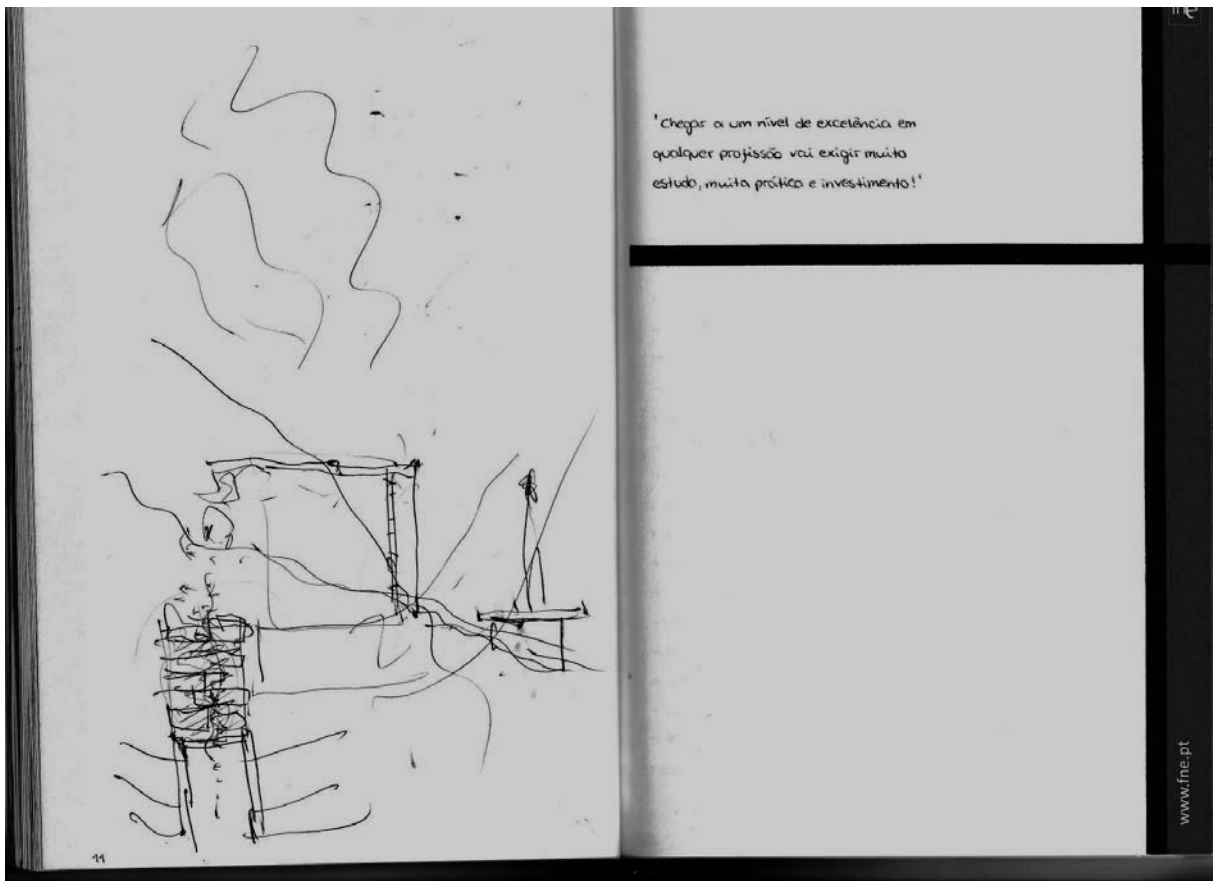 'Chegar a um nível de excelência em
qualquer profissão vai exigir muito
estudo, muita prática e investimento!'
www.fne.pt
11